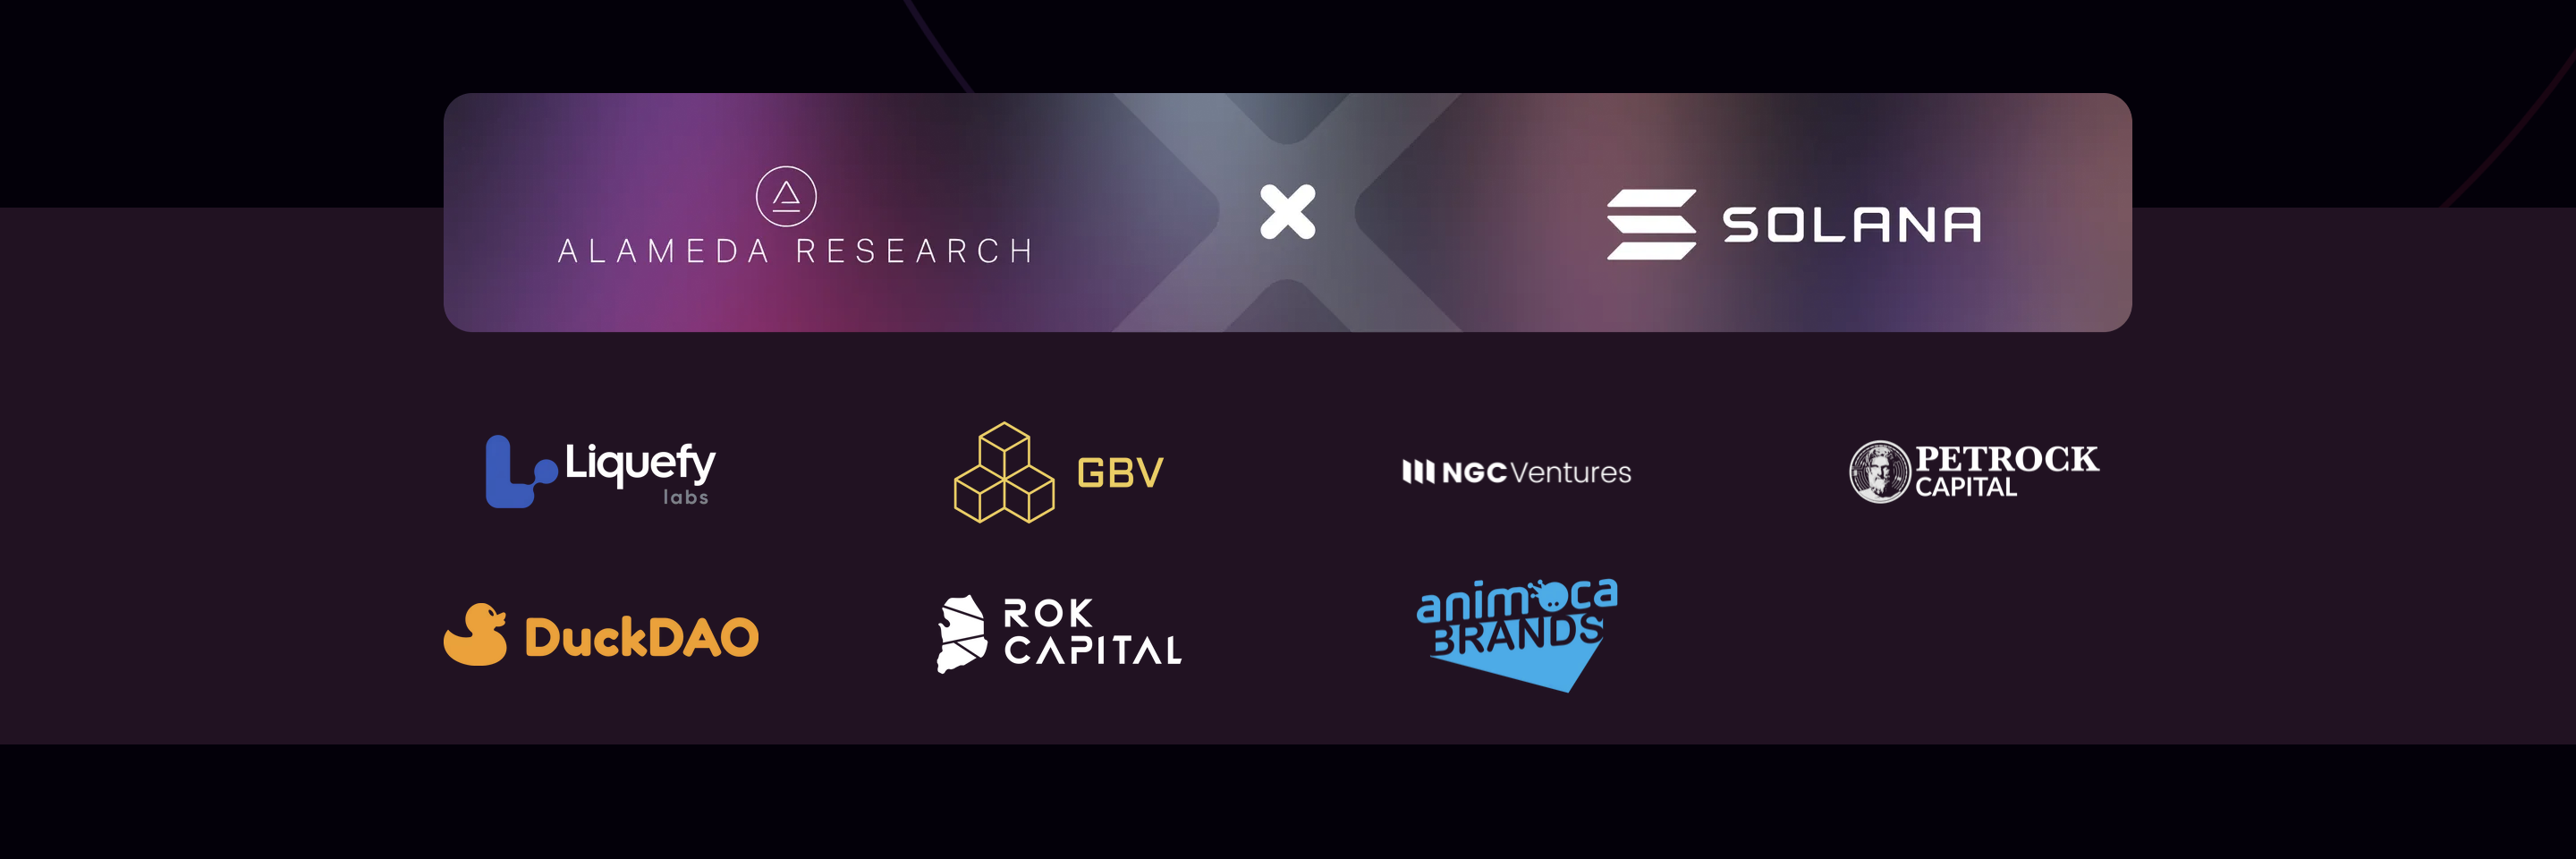 ALAMEDA RESEARCH
SOLANA
Liquefy
labs
GBV
NGC Ventures
PETROCK
CAPITAL
DuckDAO
ROK
CAPITAL
animoca
BRANDS